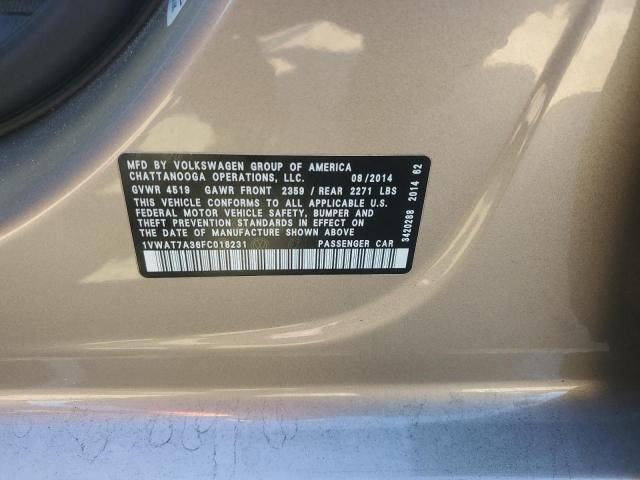 MFD BY VOLKSWAGEN GROUP OF AMERICA
CHATTANOOGA OPERATIONS, LLC. 08/2014
GVWR 4519 GAWR FRONT 2359 / REAR 2271 LBS
THIS VEHICLE CONFORMS TO ALL APPLICABLE U.S.
FEDERAL MOTOR VEHICLE SAFETY, BUMPER AND
THEFT PREVENTION STANDARDS IN EFFECT ON
THE DATE OF MANUFACTURE SHOWN ABOVE
1VWAT7A36FC018231 PASSENGER CAR
3420288 2014 62